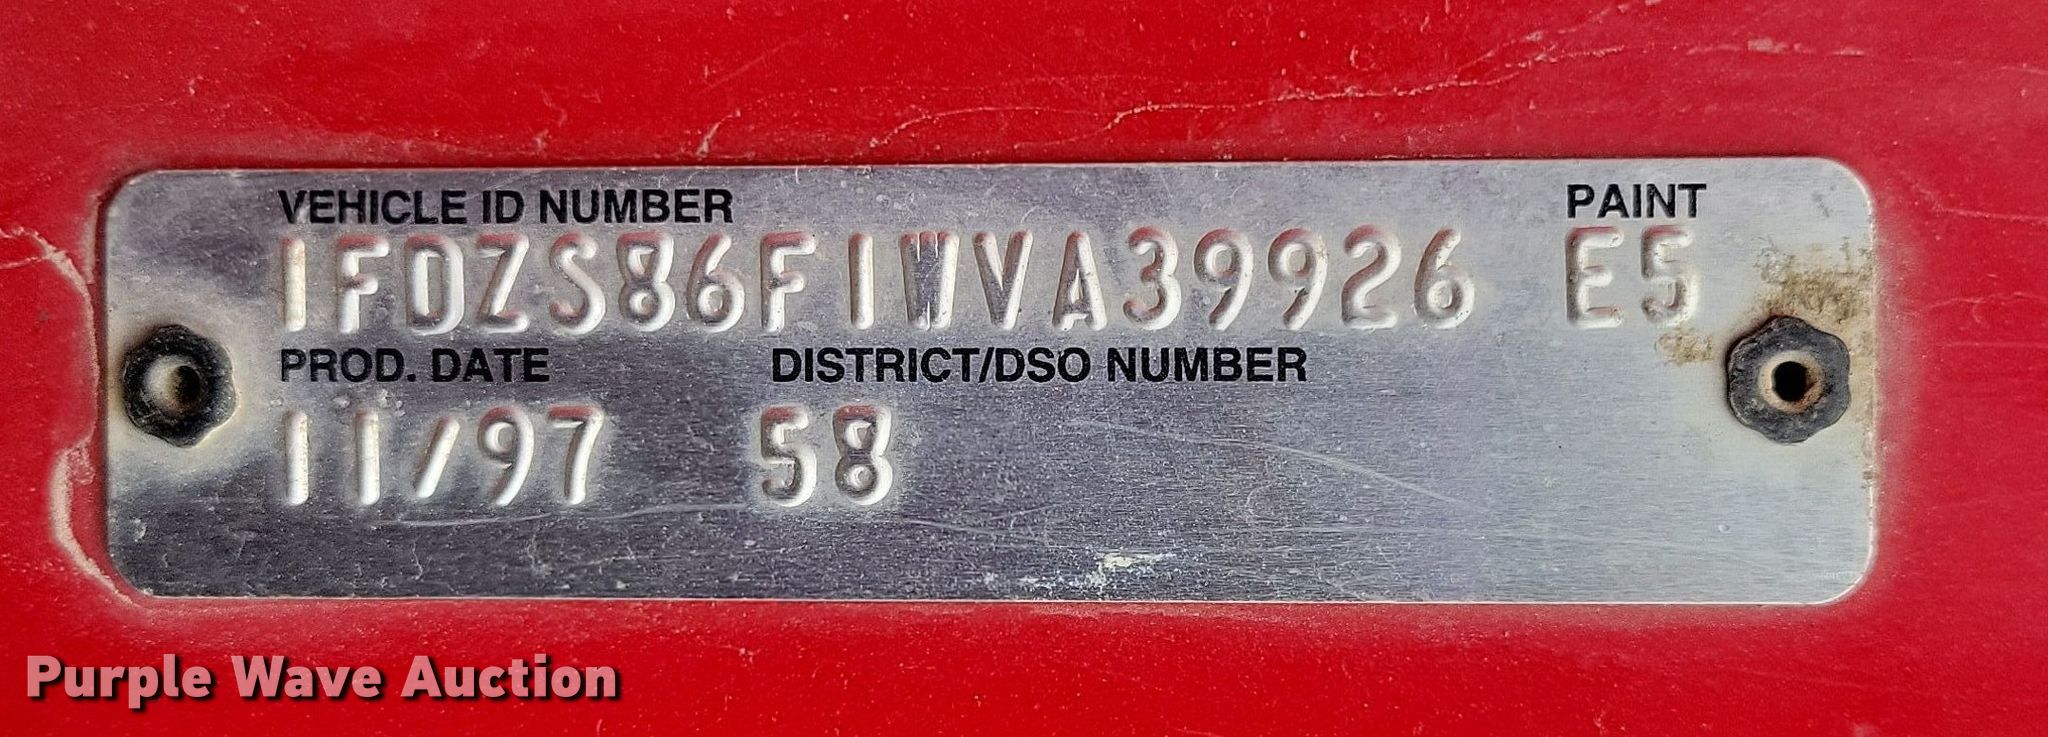 VEHICLE ID NUMBER PAINT
1FDZS86F1WVA39926 E5
PROD. DATE DISTRICT/DSO NUMBER
11/97 58
Purple Wave Auction